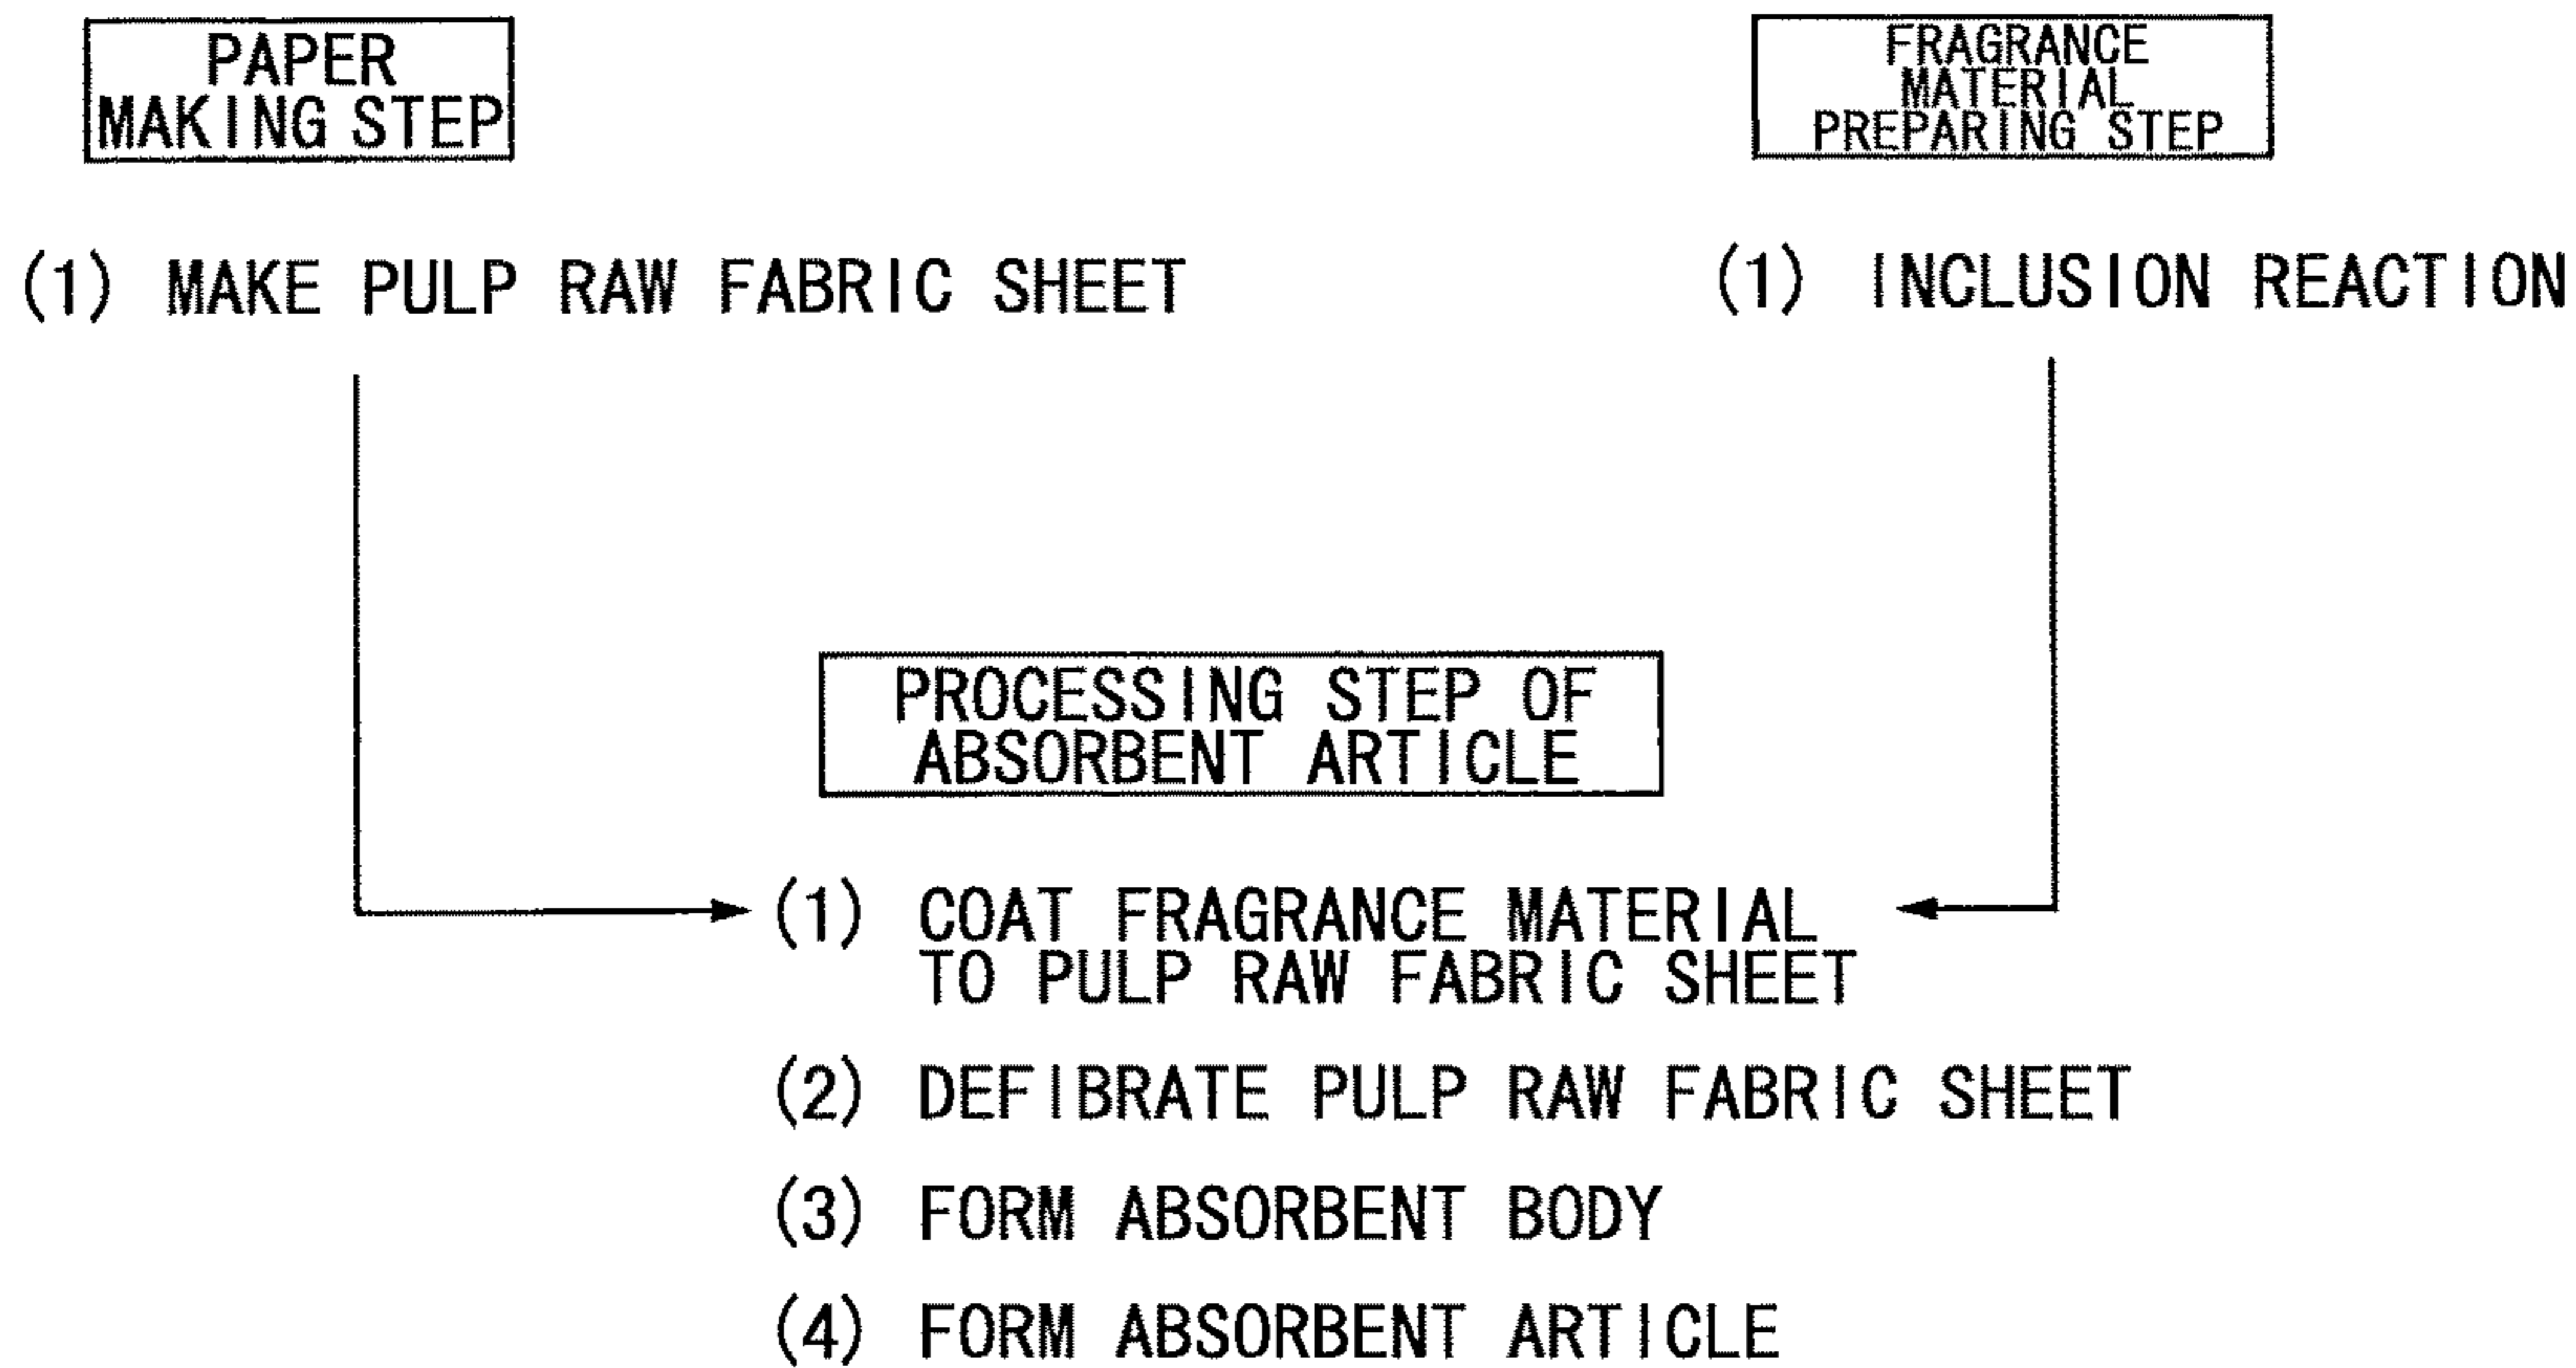 PAPER
MAKING STEP
FRAGRANCE
MATERIAL
PREPARING STEP
(1) MAKE PULP RAW FABRIC SHEET
(1) INCLUSION REACTION
PROCESSING STEP OF
ABSORBENT ARTICLE
(1) COAT FRAGRANCE MATERIAL
TO PULP RAW FABRIC SHEET
(2) DEFIBRATE PULP RAW FABRIC SHEET
(3) FORM ABSORBENT BODY
(4) FORM ABSORBENT ARTICLE